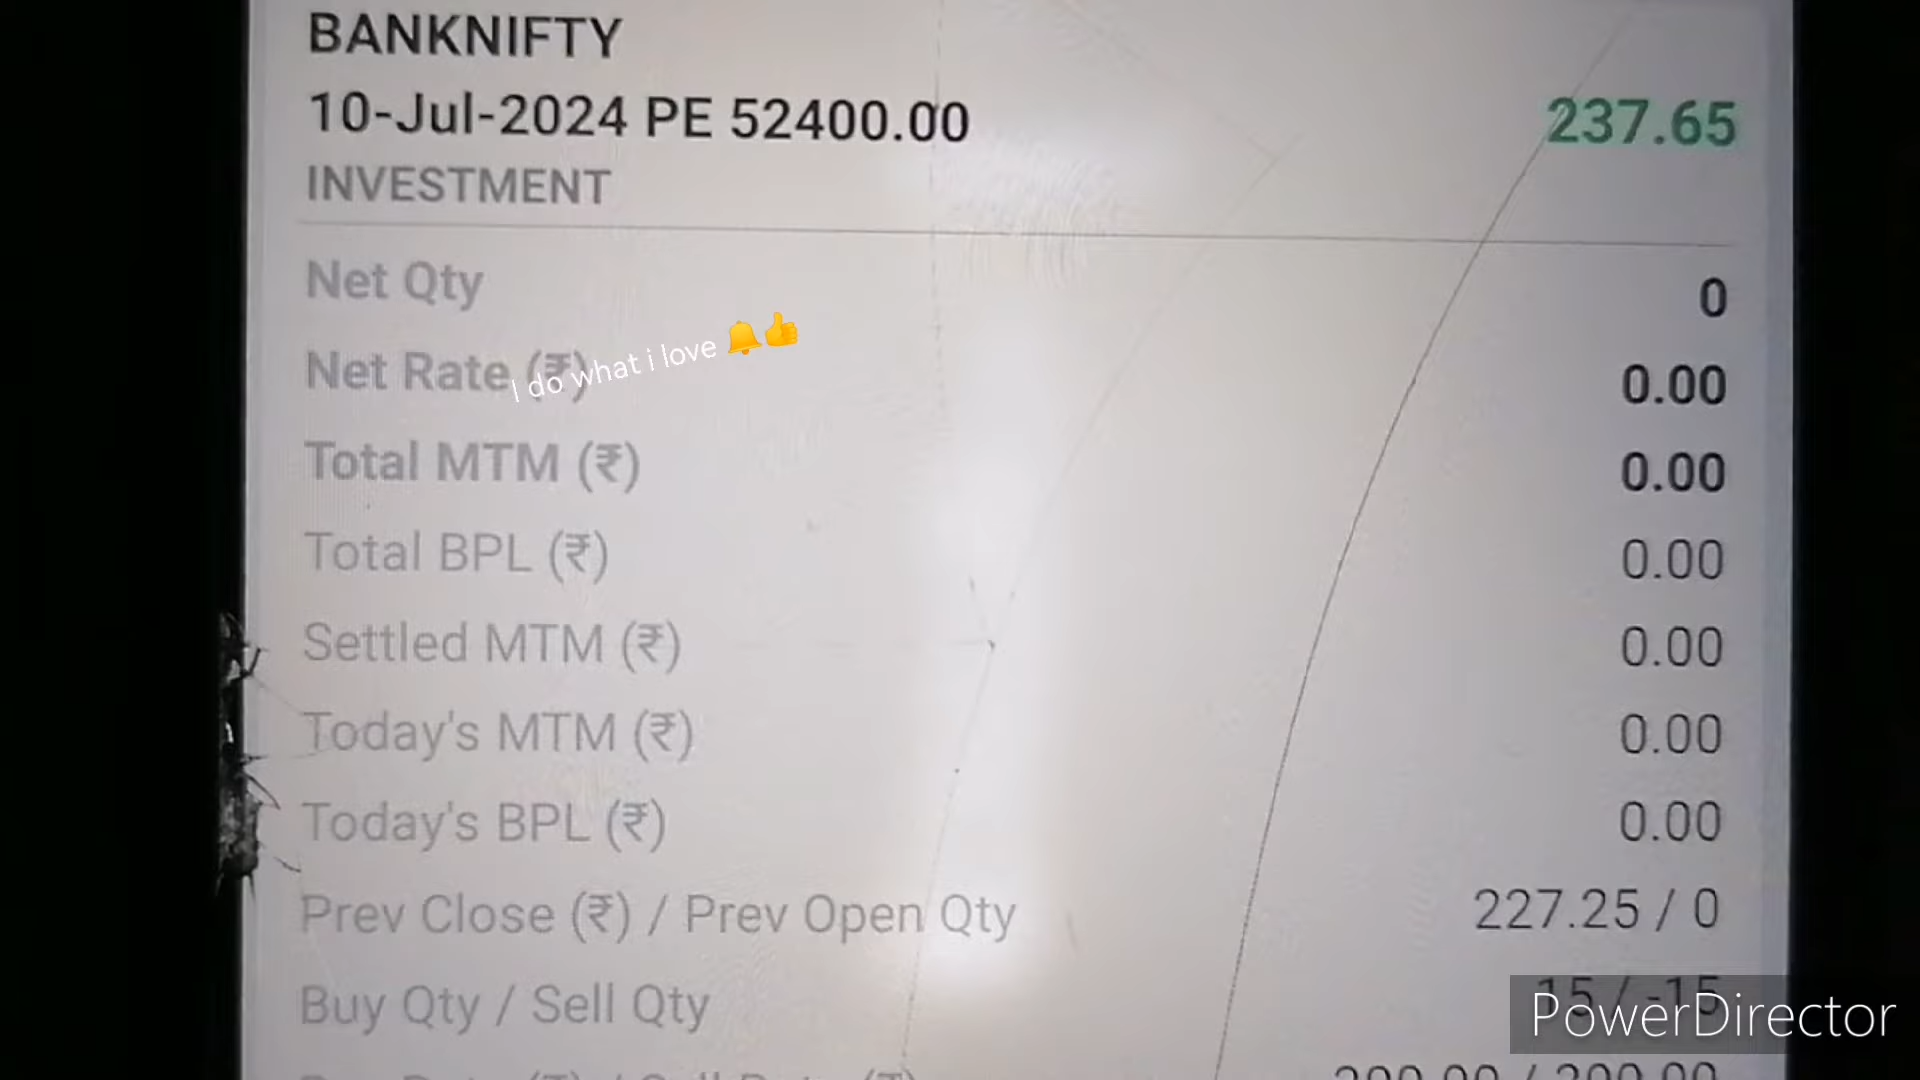 BANKNIFTY
10-Jul-2024 PE 52400.00 237.65
INVESTMENT
Net Qty 0
Net Rate (₹) 0.00
I do what i love 🔔👍
Total MTM (₹) 0.00
Total BPL (₹) 0.00
Settled MTM (₹) 0.00
Today's MTM (₹) 0.00
Today's BPL (₹) 0.00
Prev Close (₹) / Prev Open Qty 227.25 / 0
Buy Qty / Sell Qty 15 / -15
PowerDirector